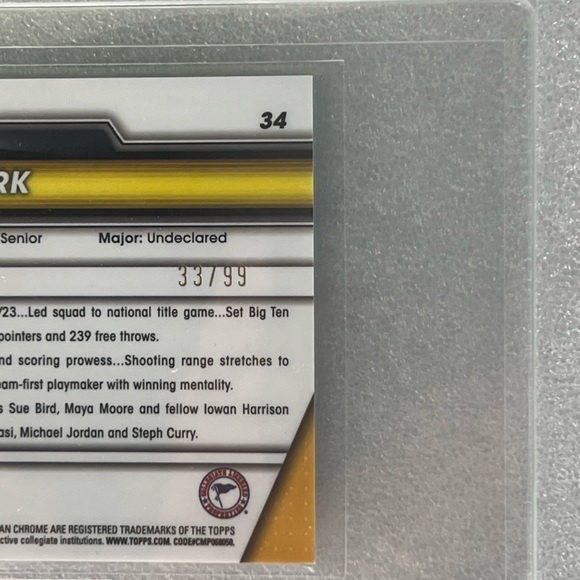 34
RK
Senior Major: Undeclared
33/99
/23...Led squad to national title game...Set Big Ten
pointers and 239 free throws.
nd scoring prowess...Shooting range stretches to
eam-first playmaker with winning mentality.
s Sue Bird, Maya Moore and fellow Iowan Harrison
asi, Michael Jordan and Steph Curry.
AN CHROME ARE REGISTERED TRADEMARKS OF THE TOPPS
ctive collegiate institutions. WWW.TOPPS.COM. CODE#CMP068050.